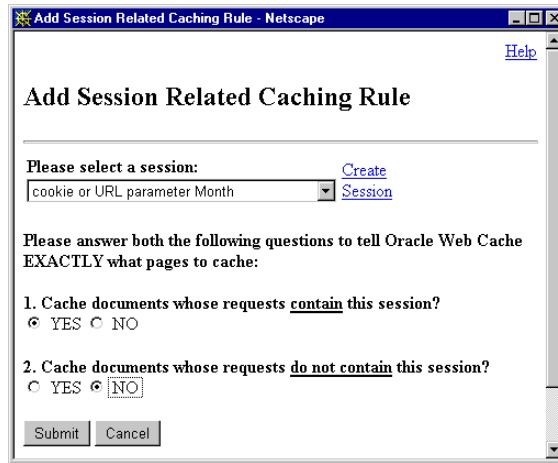 Add Session Related Caching Rule - Netscape
Help
Add Session Related Caching Rule
Please select a session:
Create
cookie or URL parameter Month
Session
Please answer both the following questions to tell Oracle Web Cache
EXACTLY what pages to cache:
1. Cache documents whose requests contain this session?
YES NO
2. Cache documents whose requests do not contain this session?
YES NO
Submit Cancel